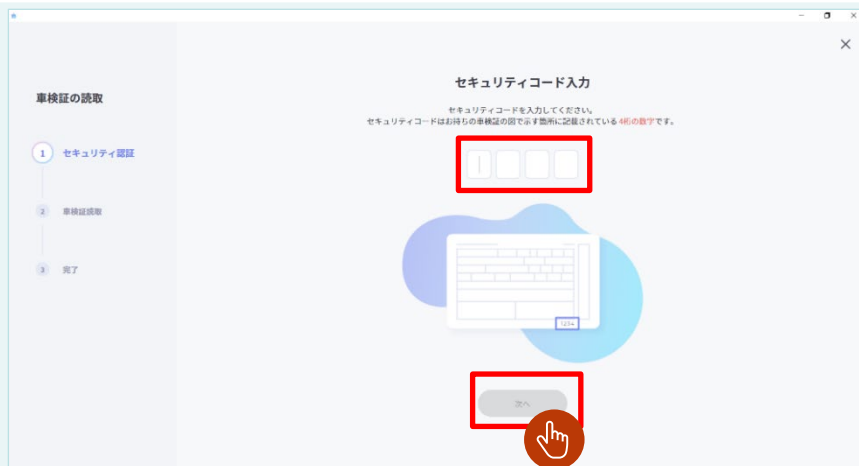 車検証の読取
1 セキュリティ認証
2 車検証読取
3 完了
セキュリティコード入力
セキュリティコードを入力してください。
セキュリティコードはお持ちの車検証の図で示す箇所に記載されている 4桁の数字です。
1234
次へ